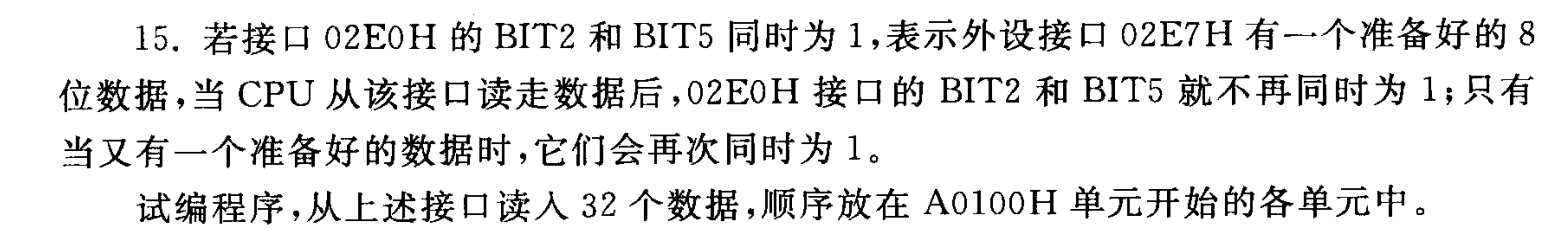 15. 若接口 02E0H 的 BIT2 和 BIT5 同时为 1,表示外设接口 02E7H 有一个准备好的 8
位数据,当 CPU 从该接口读走数据后,02E0H 接口的 BIT2 和 BIT5 就不再同时为 1;只有
当又有一个准备好的数据时,它们会再次同时为 1。
试编程序,从上述接口读入 32 个数据,顺序放在 A0100H 单元开始的各单元中。